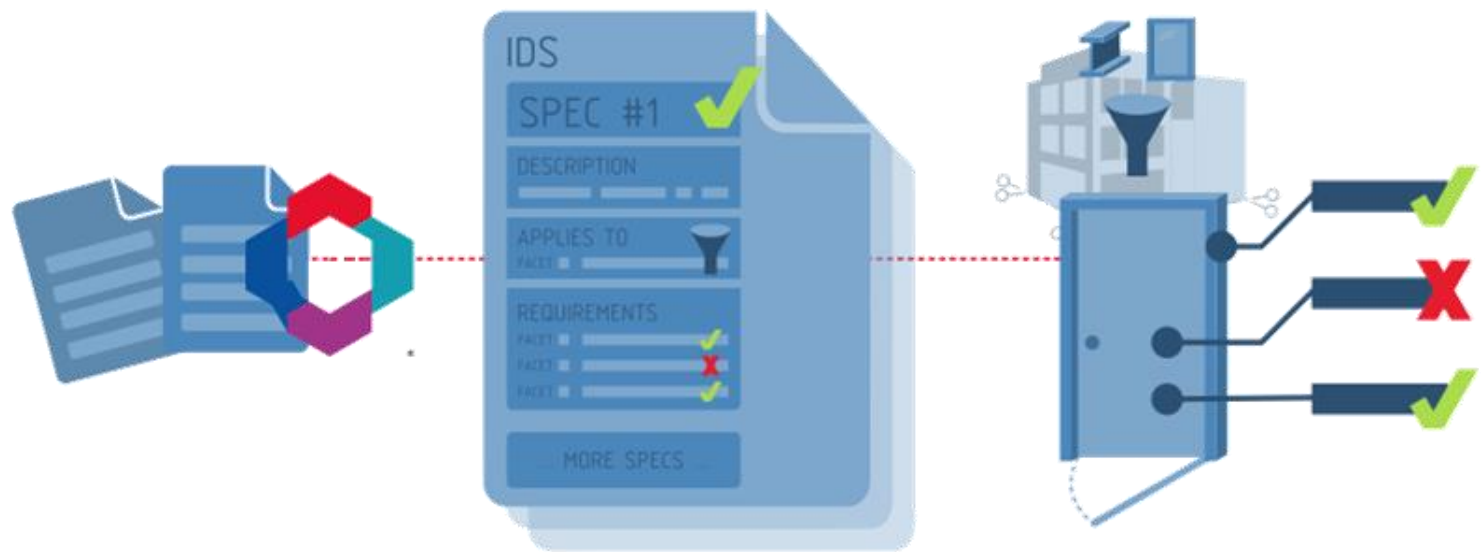 IDS
SPEC #1
DESCRIPTION
APPLIES TO
FACET
REQUIREMENTS
FACET
FACET
FACET
MORE SPECS
*